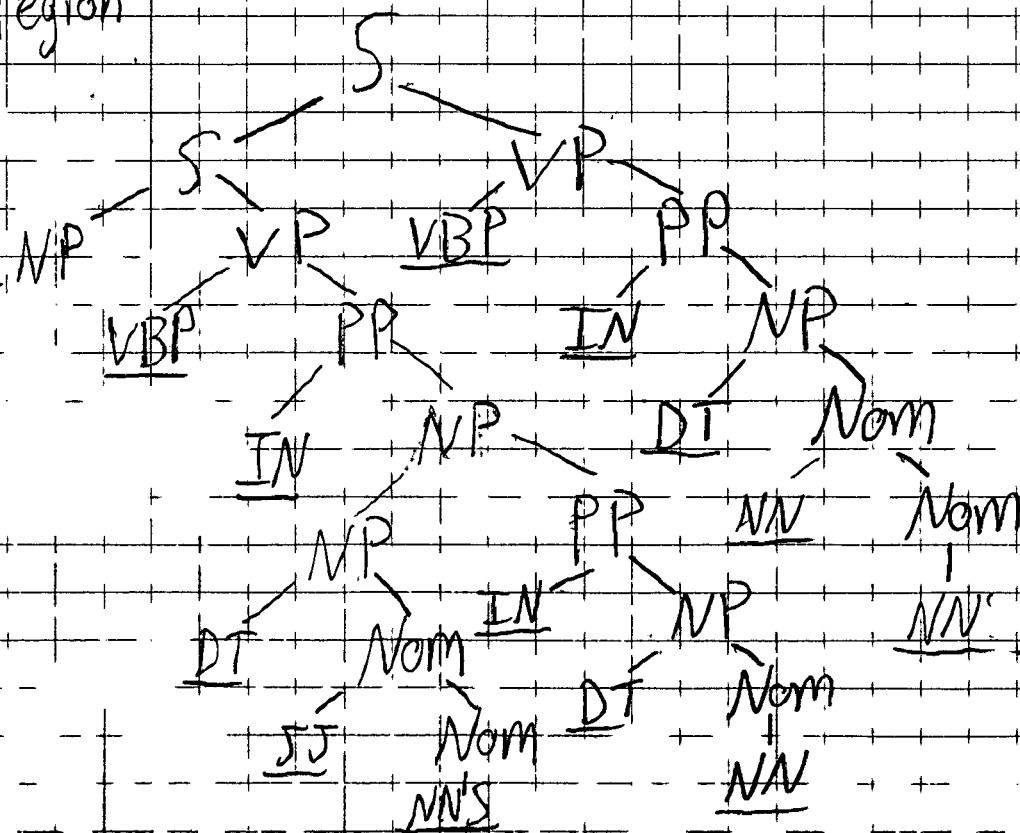 egion
S
S VP
NP VP VBP PP
VBP PP IN NP
IN NP DT Nom
NP PP NN Nom
DT Nom IN NP NN
JJ Nom DT Nom
NN'S NN